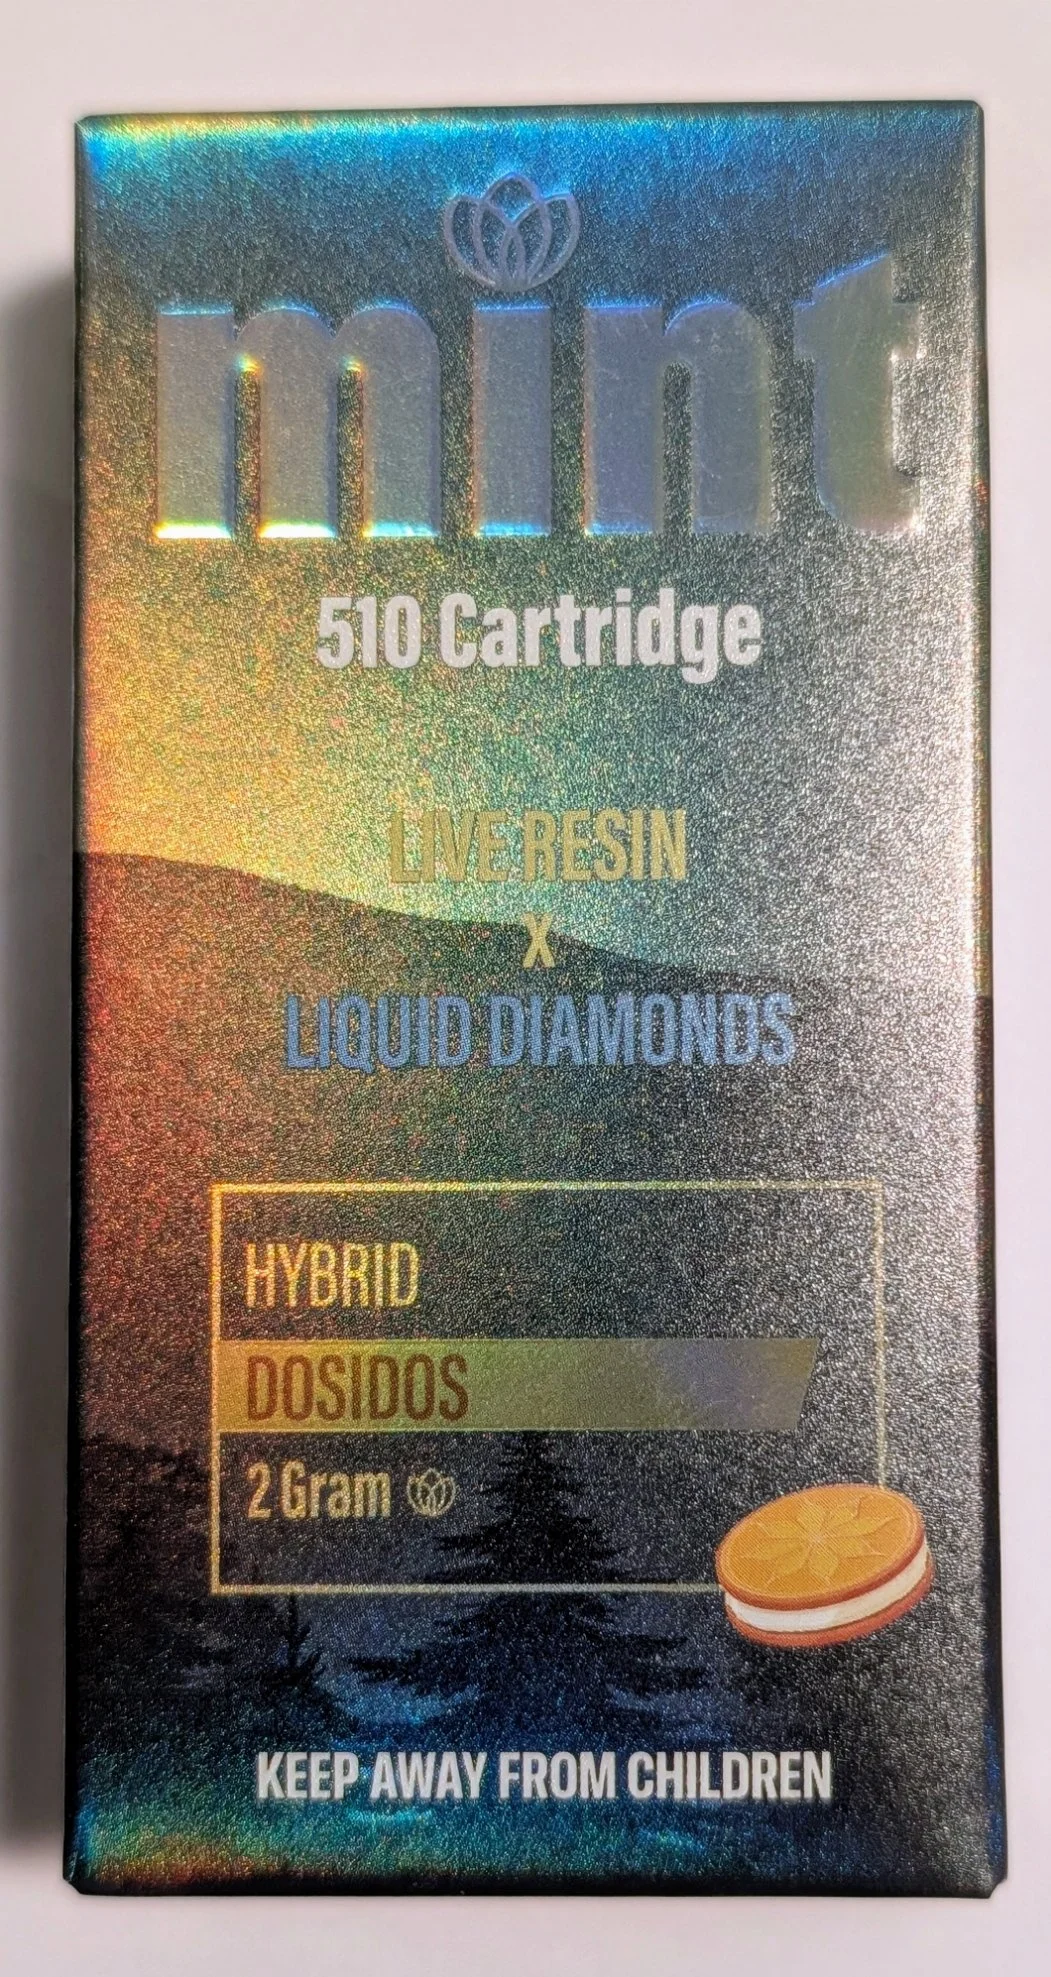 mint
510 Cartridge
LIVE RESIN
X
LIQUID DIAMONDS
HYBRID
DOSIDOS
2 Gram
KEEP AWAY FROM CHILDREN